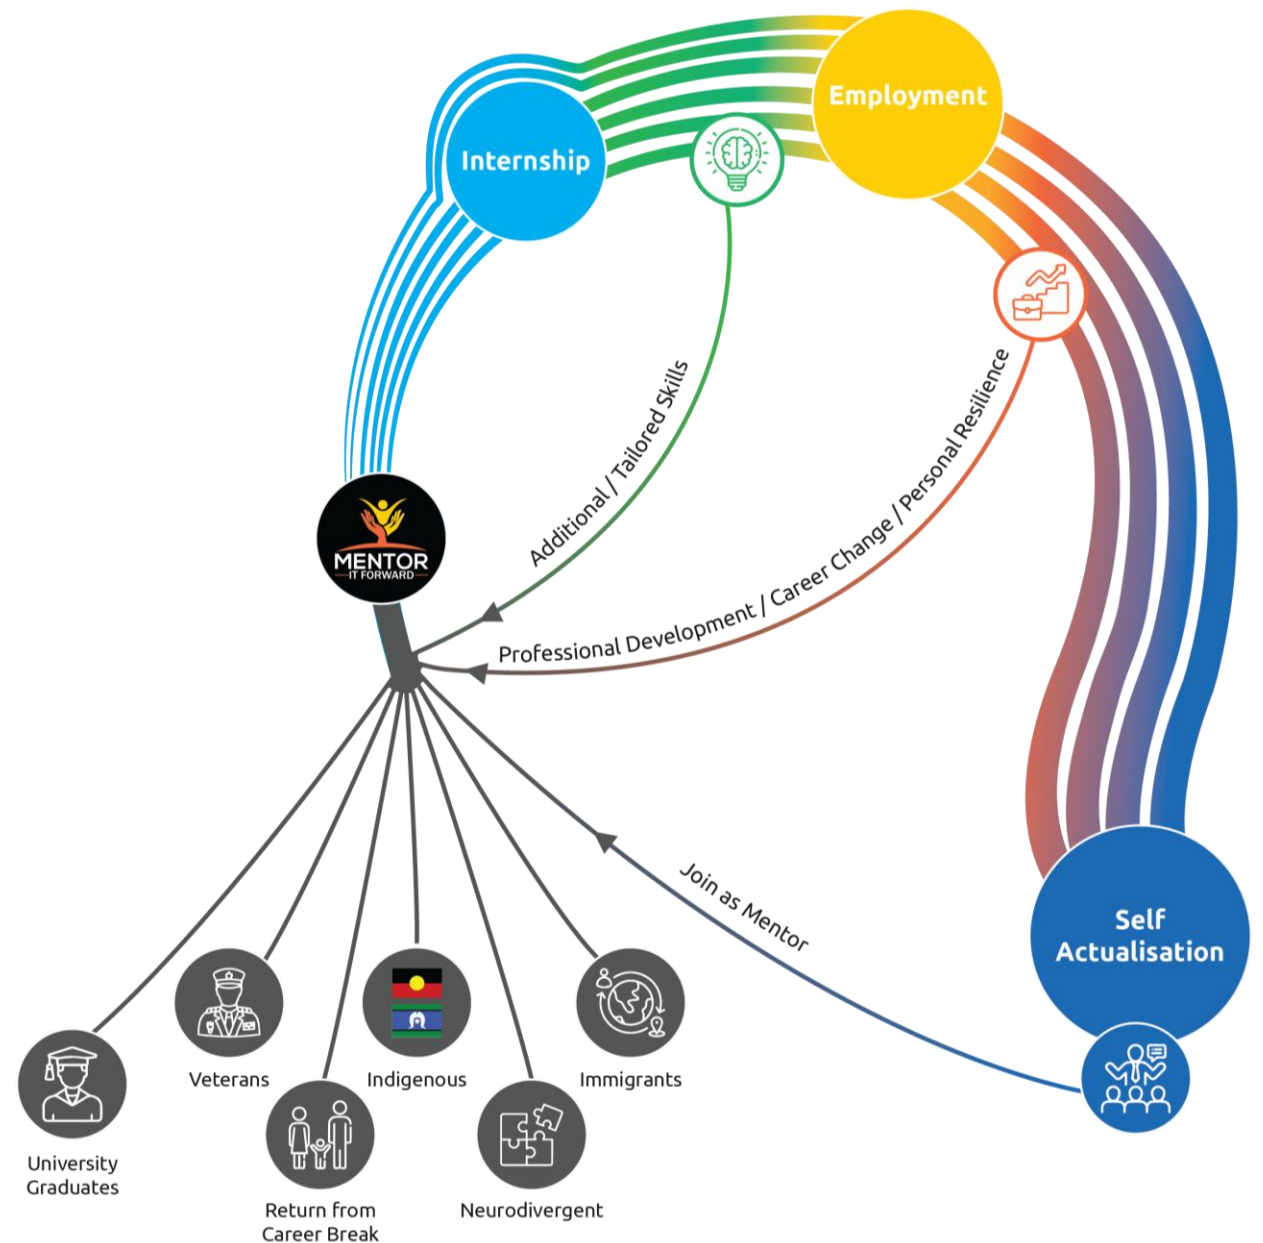 Employment
Internship
Additional / Tailored Skills
Professional Development / Career Change / Personal Resilience
MENTOR
IT FORWARD
Join as Mentor
Self
Actualisation
Veterans
Indigenous
Immigrants
University
Graduates
Return from
Career Break
Neurodivergent